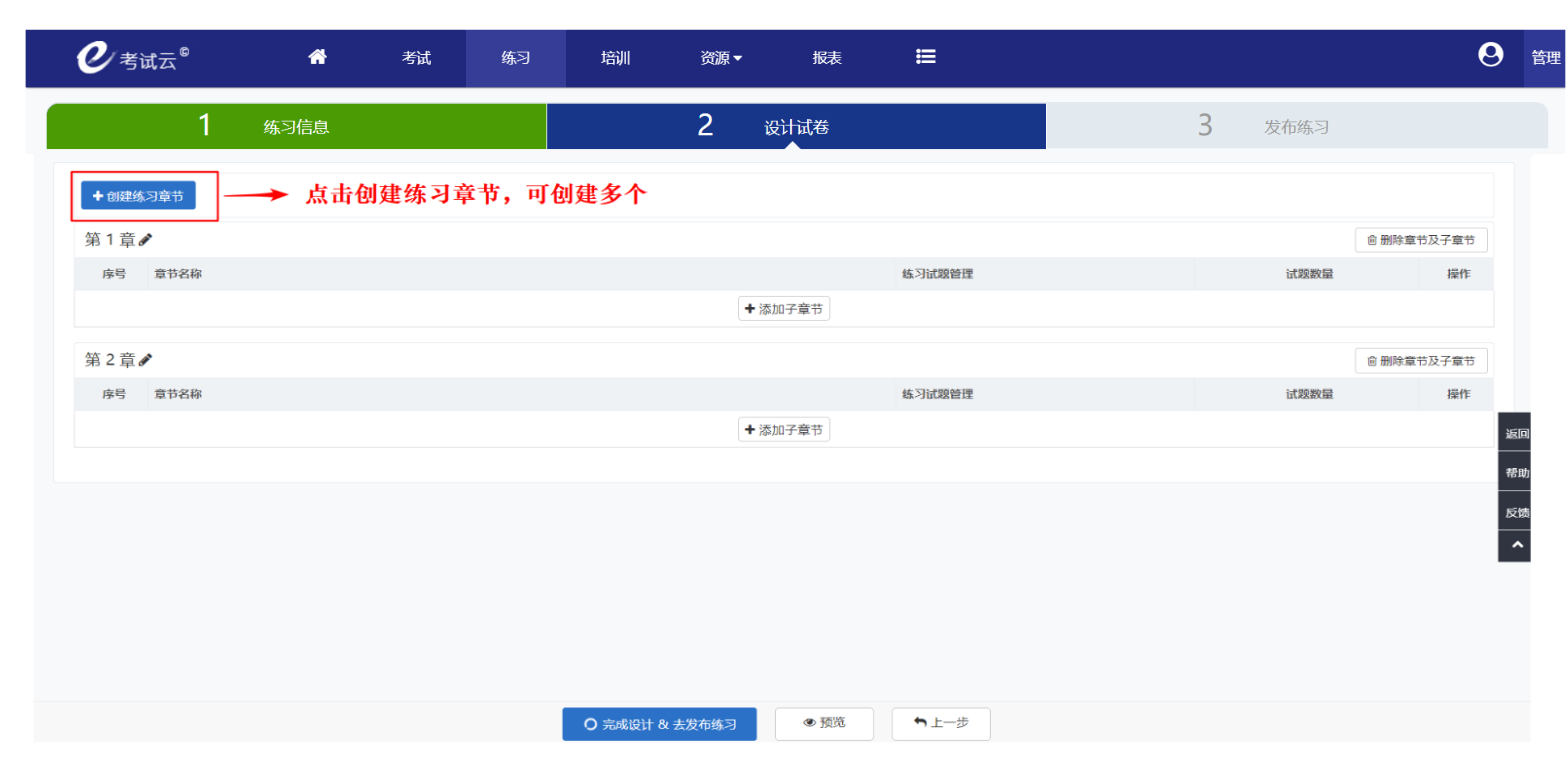 考试云© 考试 练习 培训 资源 报表 管理
1 练习信息 2 设计试卷 3 发布练习
+ 创建练习章节 点击创建练习章节，可创建多个
第 1 章 删除章节及子章节
序号 章节名称 练习试题管理 试题数量 操作
+ 添加子章节
第 2 章 删除章节及子章节
序号 章节名称 练习试题管理 试题数量 操作
+ 添加子章节
返回
帮助
反馈
完成设计 & 去发布练习 预览 上一步